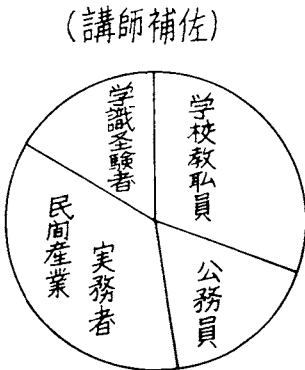 (講師補佐)
学校教職員
公務員
民間産業
実務者
学識経験者